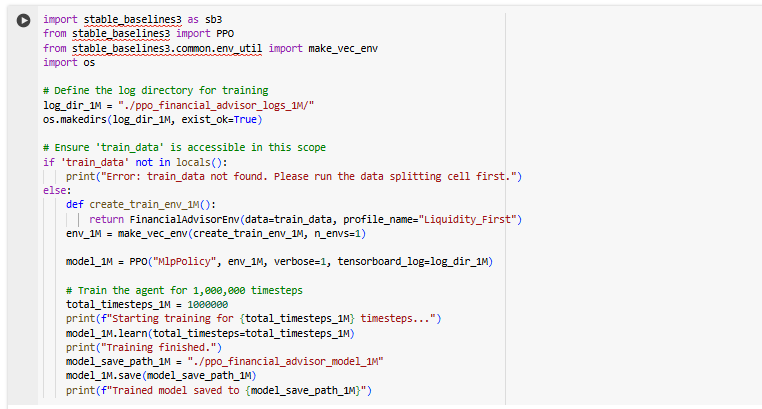 import stable_baselines3 as sb3
from stable_baselines3 import PPO
from stable_baselines3.common.env_util import make_vec_env
import os
# Define the log directory for training
log_dir_1M = "./ppo_financial_advisor_logs_1M/"
os.makedirs(log_dir_1M, exist_ok=True)
# Ensure 'train_data' is accessible in this scope
if 'train_data' not in locals():
    print("Error: train_data not found. Please run the data splitting cell first.")
else:
    def create_train_env_1M():
        return FinancialAdvisorEnv(data=train_data, profile_name="Liquidity_First")
    env_1M = make_vec_env(create_train_env_1M, n_envs=1)
    model_1M = PPO("MlpPolicy", env_1M, verbose=1, tensorboard_log=log_dir_1M)
    # Train the agent for 1,000,000 timesteps
    total_timesteps_1M = 1000000
    print(f"Starting training for {total_timesteps_1M} timesteps...")
    model_1M.learn(total_timesteps=total_timesteps_1M)
    print("Training finished.")
    model_save_path_1M = "./ppo_financial_advisor_model_1M"
    model_1M.save(model_save_path_1M)
    print(f"Trained model saved to {model_save_path_1M}")